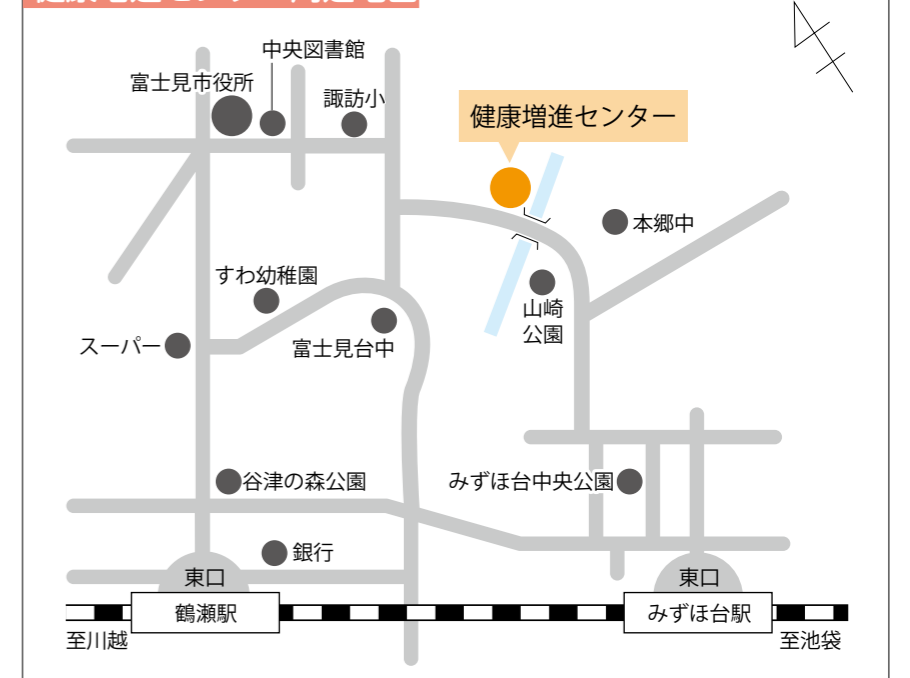 中央図書館
富士見市役所
諏訪小
健康増進センター
本郷中
すわ幼稚園
山崎
公園
スーパー
富士見台中
谷津の森公園
みずほ台中央公園
銀行
東口
東口
鶴瀬駅
みずほ台駅
至川越
至池袋